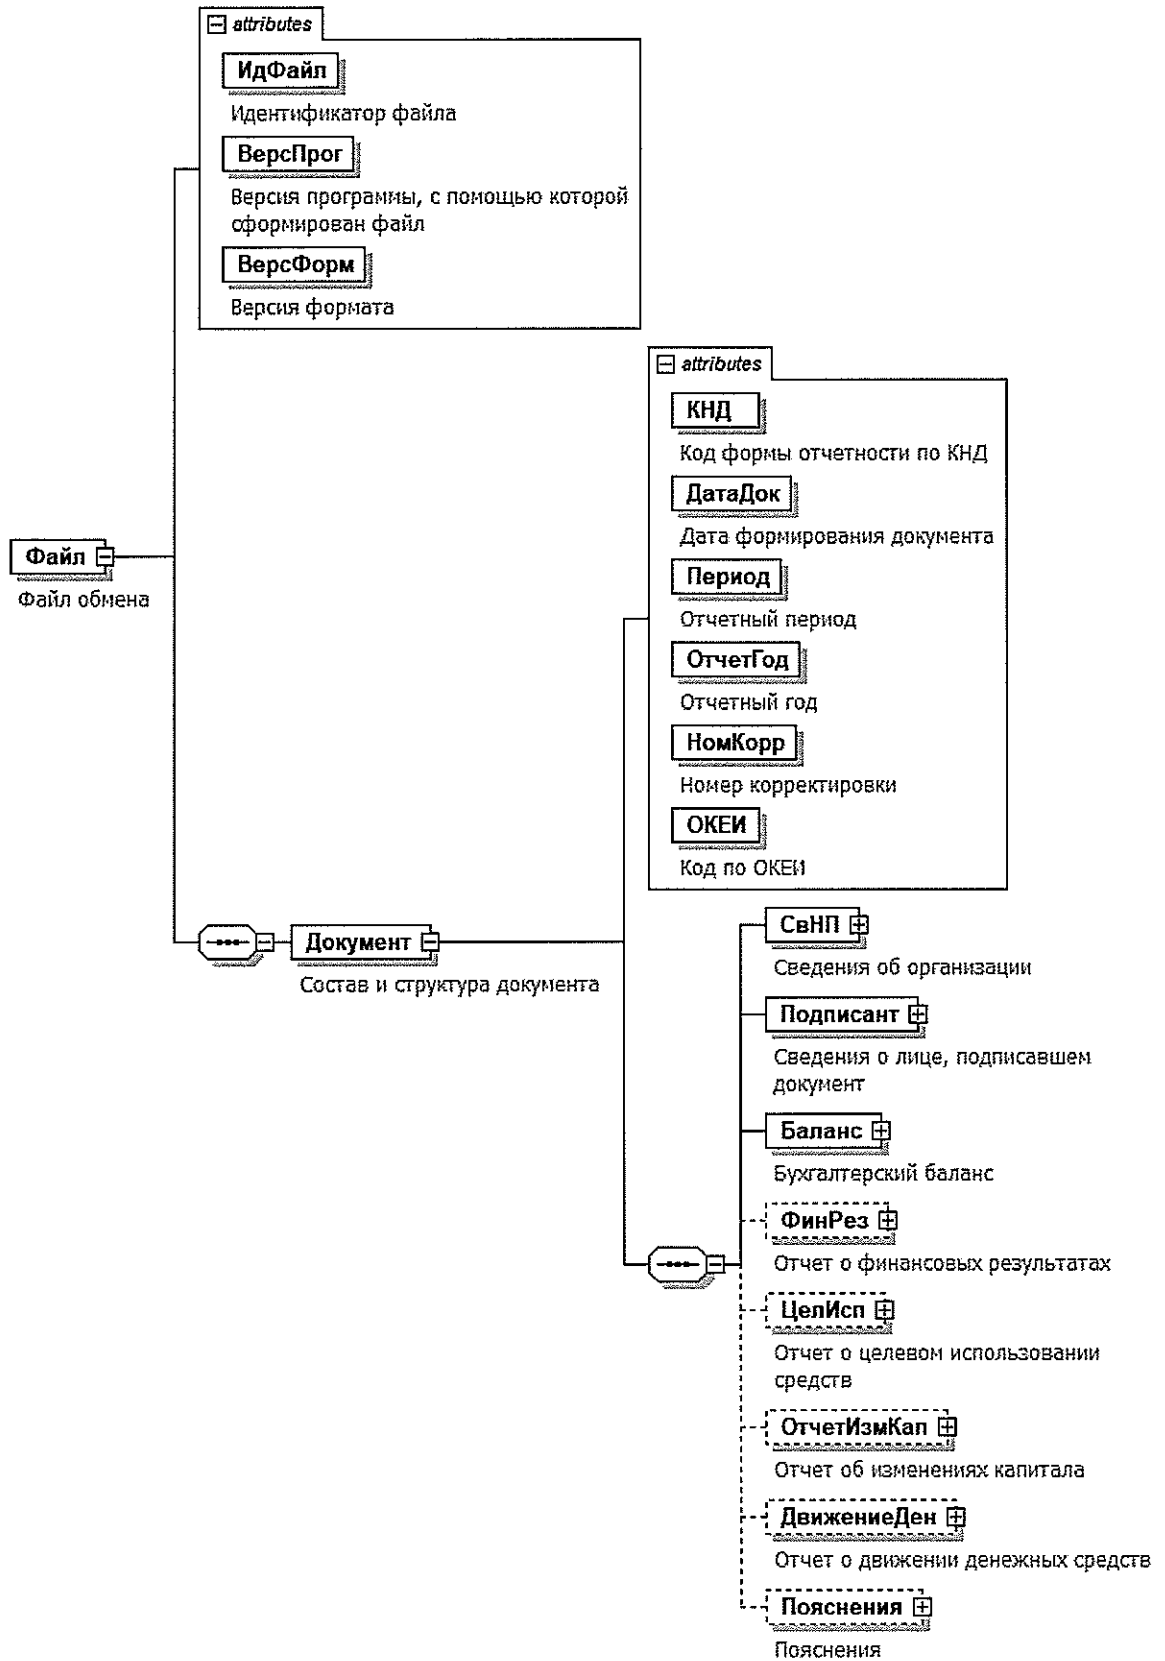 attributes
ИдФайл
Идентификатор файла
ВерсПрог
Версия программы, с помощью которой
сформирован файл
ВерсФорм
Версия формата
attributes
КНД
Код формы отчетности по КНД
ДатаДок
Дата формирования документа
Файл
Файл обмена
Период
Отчетный период
ОтчетГод
Отчетный год
НомКорр
Номер корректировки
ОКЕИ
Код по ОКЕИ
Документ
Состав и структура документа
СвНП
Сведения об организации
Подписант
Сведения о лице, подписавшем
документ
Баланс
Бухгалтерский баланс
ФинРез
Отчет о финансовых результатах
ЦелИсп
Отчет о целевом использовании
средств
ОтчетИзмКап
Отчет об изменениях капитала
ДвижениеДен
Отчет о движении денежных средств
Пояснения
Пояснения